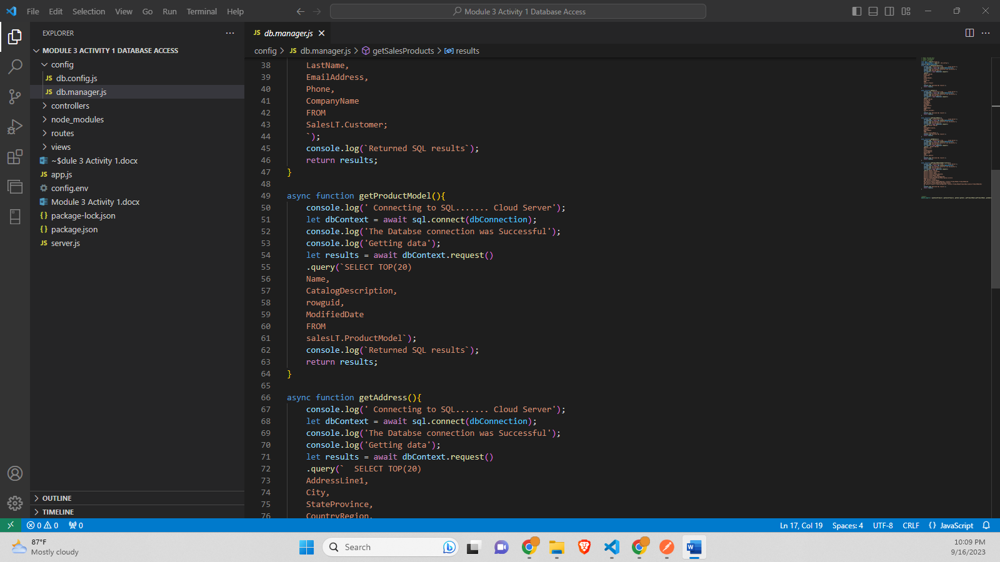 File Edit Selection View Go Run Terminal Help
Module 3 Activity 1 Database Access
EXPLORER
MODULE 3 ACTIVITY 1 DATABASE ACCESS
config
JS db.config.js
JS db.manager.js
controllers
node_modules
routes
views
~$dule 3 Activity 1.docx
JS app.js
config.env
Module 3 Activity 1.docx
{} package-lock.json
{} package.json
JS server.js
OUTLINE
TIMELINE
JS db.manager.js
config > JS db.manager.js > getSalesProducts > results
38 LastName,
39 EmailAddress,
40 Phone,
41 CompanyName
42 FROM
43 SalesLT.Customer;
44 `);
45 console.log(`Returned SQL results`);
46 return results;
47 }
48
49 async function getProductModel(){
50 console.log(' Connecting to SQL....... Cloud Server');
51 let dbContext = await sql.connect(dbConnection);
52 console.log('The Databse connection was Successful');
53 console.log('Getting data');
54 let results = await dbContext.request()
55 .query(`SELECT TOP(20)
56 Name,
57 CatalogDescription,
58 rowguid,
59 ModifiedDate
60 FROM
61 salesLT.ProductModel`);
62 console.log(`Returned SQL results`);
63 return results;
64 }
65
66 async function getAddress(){
67 console.log(' Connecting to SQL....... Cloud Server');
68 let dbContext = await sql.connect(dbConnection);
69 console.log('The Databse connection was Successful');
70 console.log('Getting data');
71 let results = await dbContext.request()
72 .query(`  SELECT TOP(20)
73 AddressLine1,
74 City,
75 StateProvince,
76 CountryRegion,
0 0 0
Ln 17, Col 19 Spaces: 4 UTF-8 CRLF {} JavaScript
87°F
Mostly cloudy
Search
10:09 PM
9/16/2023